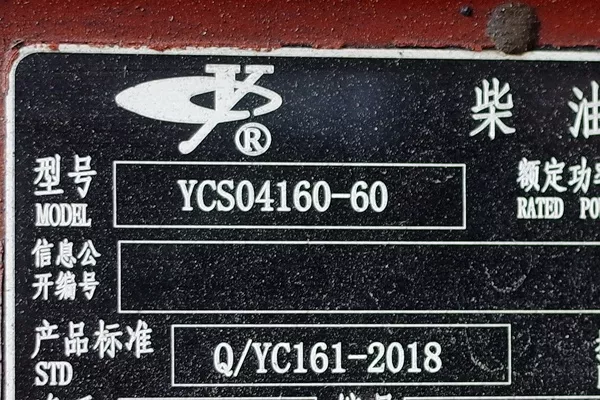 柴油
型号 YCS04160-60 额定功率
MODEL RATED PO
信息公
开编号
产品标准 Q/YC161-2018
STD